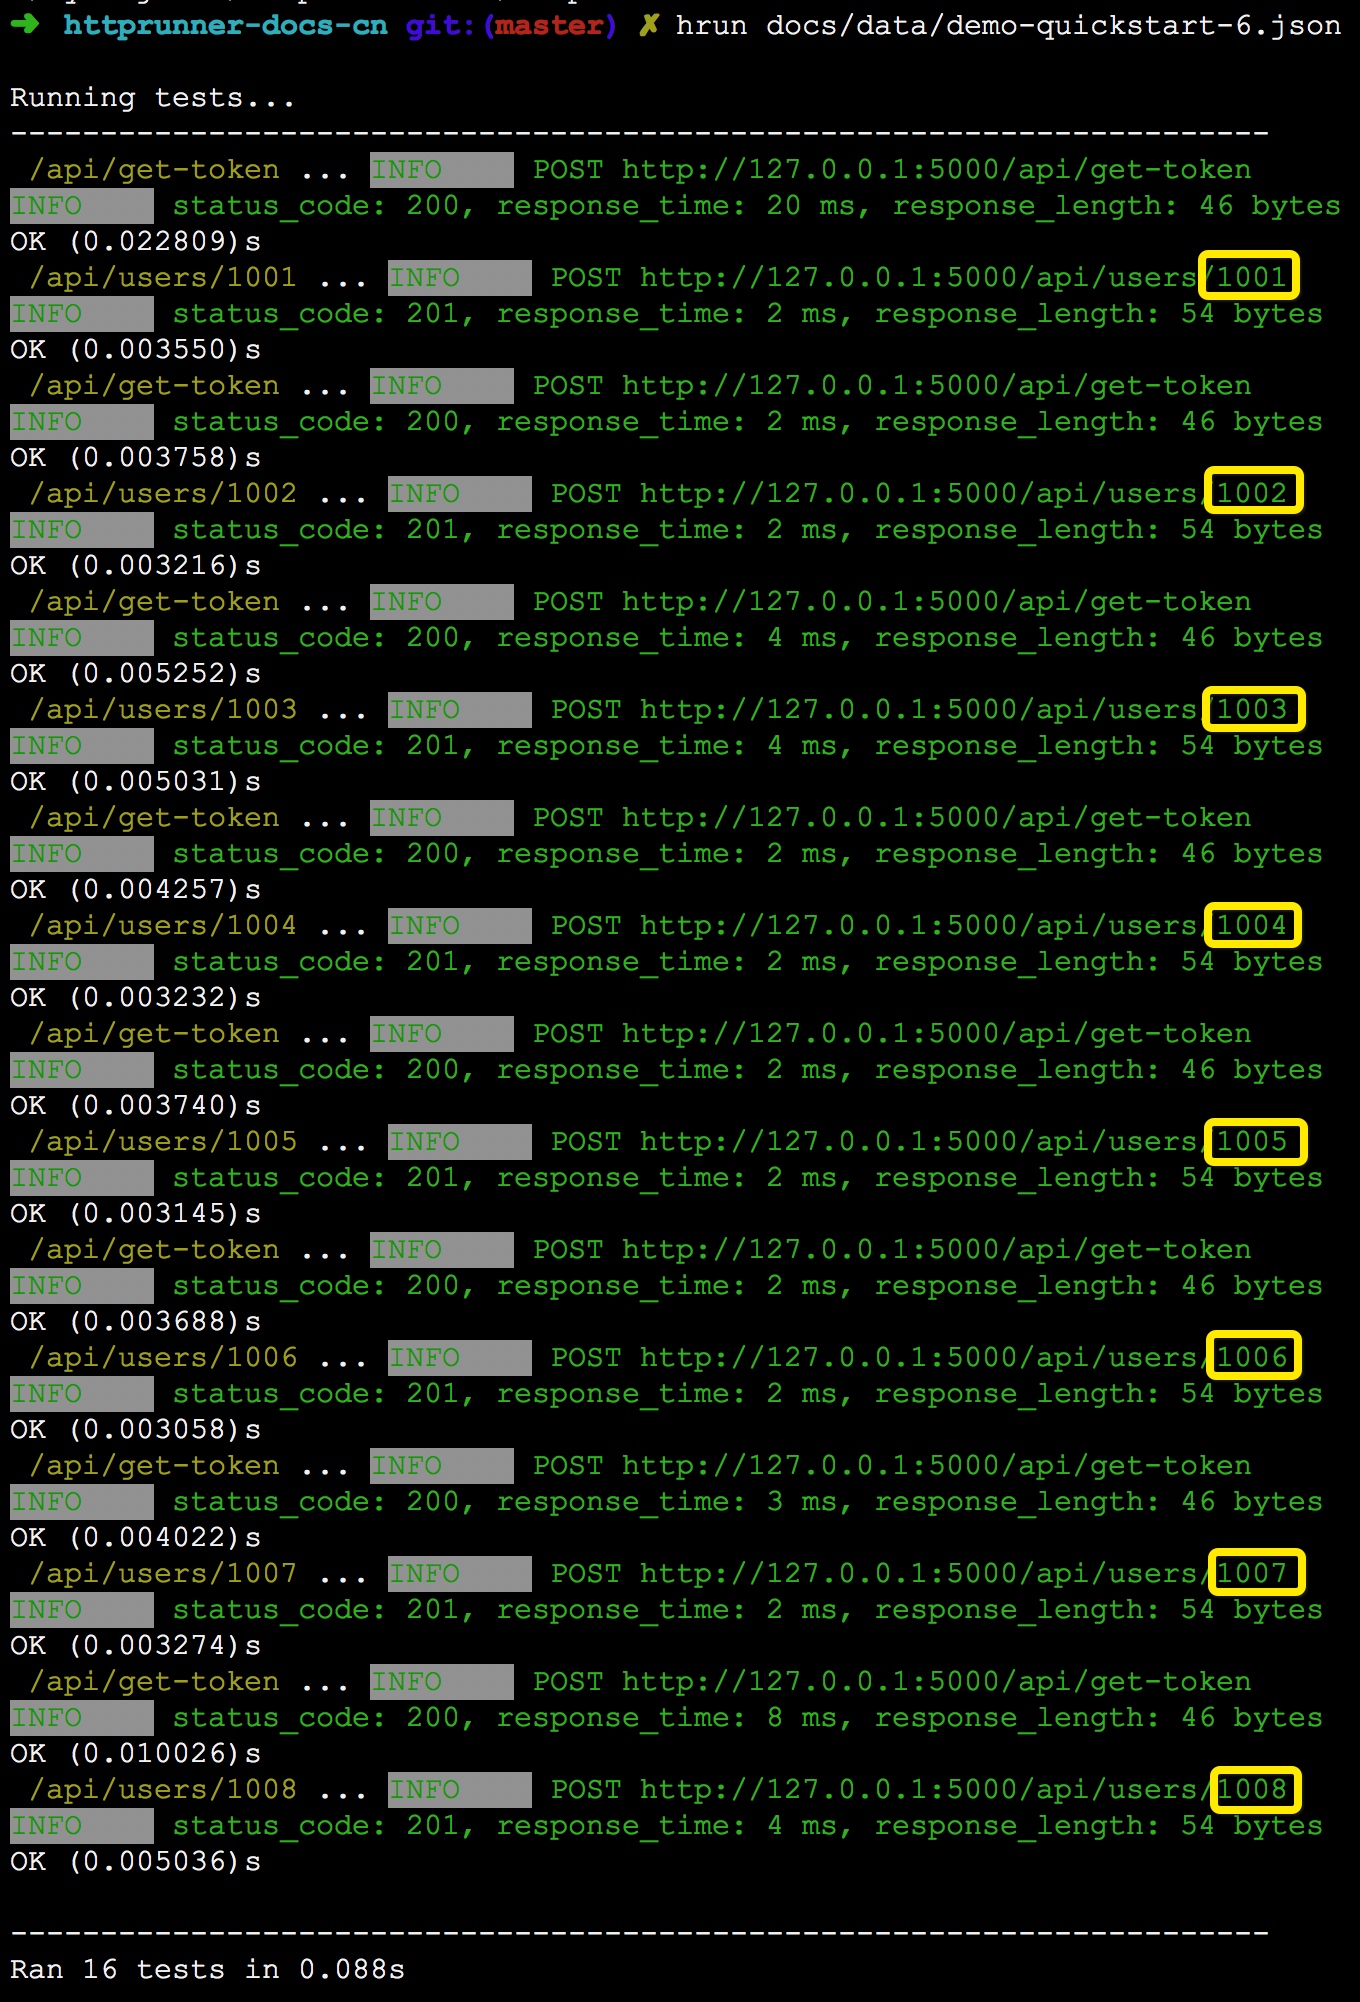 ➜ httprunner-docs-cn git:(master) ✗ hrun docs/data/demo-quickstart-6.json
Running tests...
----------------------------------------------------------------------
/api/get-token ... INFO POST http://127.0.0.1:5000/api/get-token
INFO status_code: 200, response_time: 20 ms, response_length: 46 bytes
OK (0.022809)s
/api/users/1001 ... INFO POST http://127.0.0.1:5000/api/users/1001
INFO status_code: 201, response_time: 2 ms, response_length: 54 bytes
OK (0.003550)s
/api/get-token ... INFO POST http://127.0.0.1:5000/api/get-token
INFO status_code: 200, response_time: 2 ms, response_length: 46 bytes
OK (0.003758)s
/api/users/1002 ... INFO POST http://127.0.0.1:5000/api/users/1002
INFO status_code: 201, response_time: 2 ms, response_length: 54 bytes
OK (0.003216)s
/api/get-token ... INFO POST http://127.0.0.1:5000/api/get-token
INFO status_code: 200, response_time: 4 ms, response_length: 46 bytes
OK (0.005252)s
/api/users/1003 ... INFO POST http://127.0.0.1:5000/api/users/1003
INFO status_code: 201, response_time: 4 ms, response_length: 54 bytes
OK (0.005031)s
/api/get-token ... INFO POST http://127.0.0.1:5000/api/get-token
INFO status_code: 200, response_time: 2 ms, response_length: 46 bytes
OK (0.004257)s
/api/users/1004 ... INFO POST http://127.0.0.1:5000/api/users/1004
INFO status_code: 201, response_time: 2 ms, response_length: 54 bytes
OK (0.003232)s
/api/get-token ... INFO POST http://127.0.0.1:5000/api/get-token
INFO status_code: 200, response_time: 2 ms, response_length: 46 bytes
OK (0.003740)s
/api/users/1005 ... INFO POST http://127.0.0.1:5000/api/users/1005
INFO status_code: 201, response_time: 2 ms, response_length: 54 bytes
OK (0.003145)s
/api/get-token ... INFO POST http://127.0.0.1:5000/api/get-token
INFO status_code: 200, response_time: 2 ms, response_length: 46 bytes
OK (0.003688)s
/api/users/1006 ... INFO POST http://127.0.0.1:5000/api/users/1006
INFO status_code: 201, response_time: 2 ms, response_length: 54 bytes
OK (0.003058)s
/api/get-token ... INFO POST http://127.0.0.1:5000/api/get-token
INFO status_code: 200, response_time: 3 ms, response_length: 46 bytes
OK (0.004022)s
/api/users/1007 ... INFO POST http://127.0.0.1:5000/api/users/1007
INFO status_code: 201, response_time: 2 ms, response_length: 54 bytes
OK (0.003274)s
/api/get-token ... INFO POST http://127.0.0.1:5000/api/get-token
INFO status_code: 200, response_time: 8 ms, response_length: 46 bytes
OK (0.010026)s
/api/users/1008 ... INFO POST http://127.0.0.1:5000/api/users/1008
INFO status_code: 201, response_time: 4 ms, response_length: 54 bytes
OK (0.005036)s
----------------------------------------------------------------------
Ran 16 tests in 0.088s